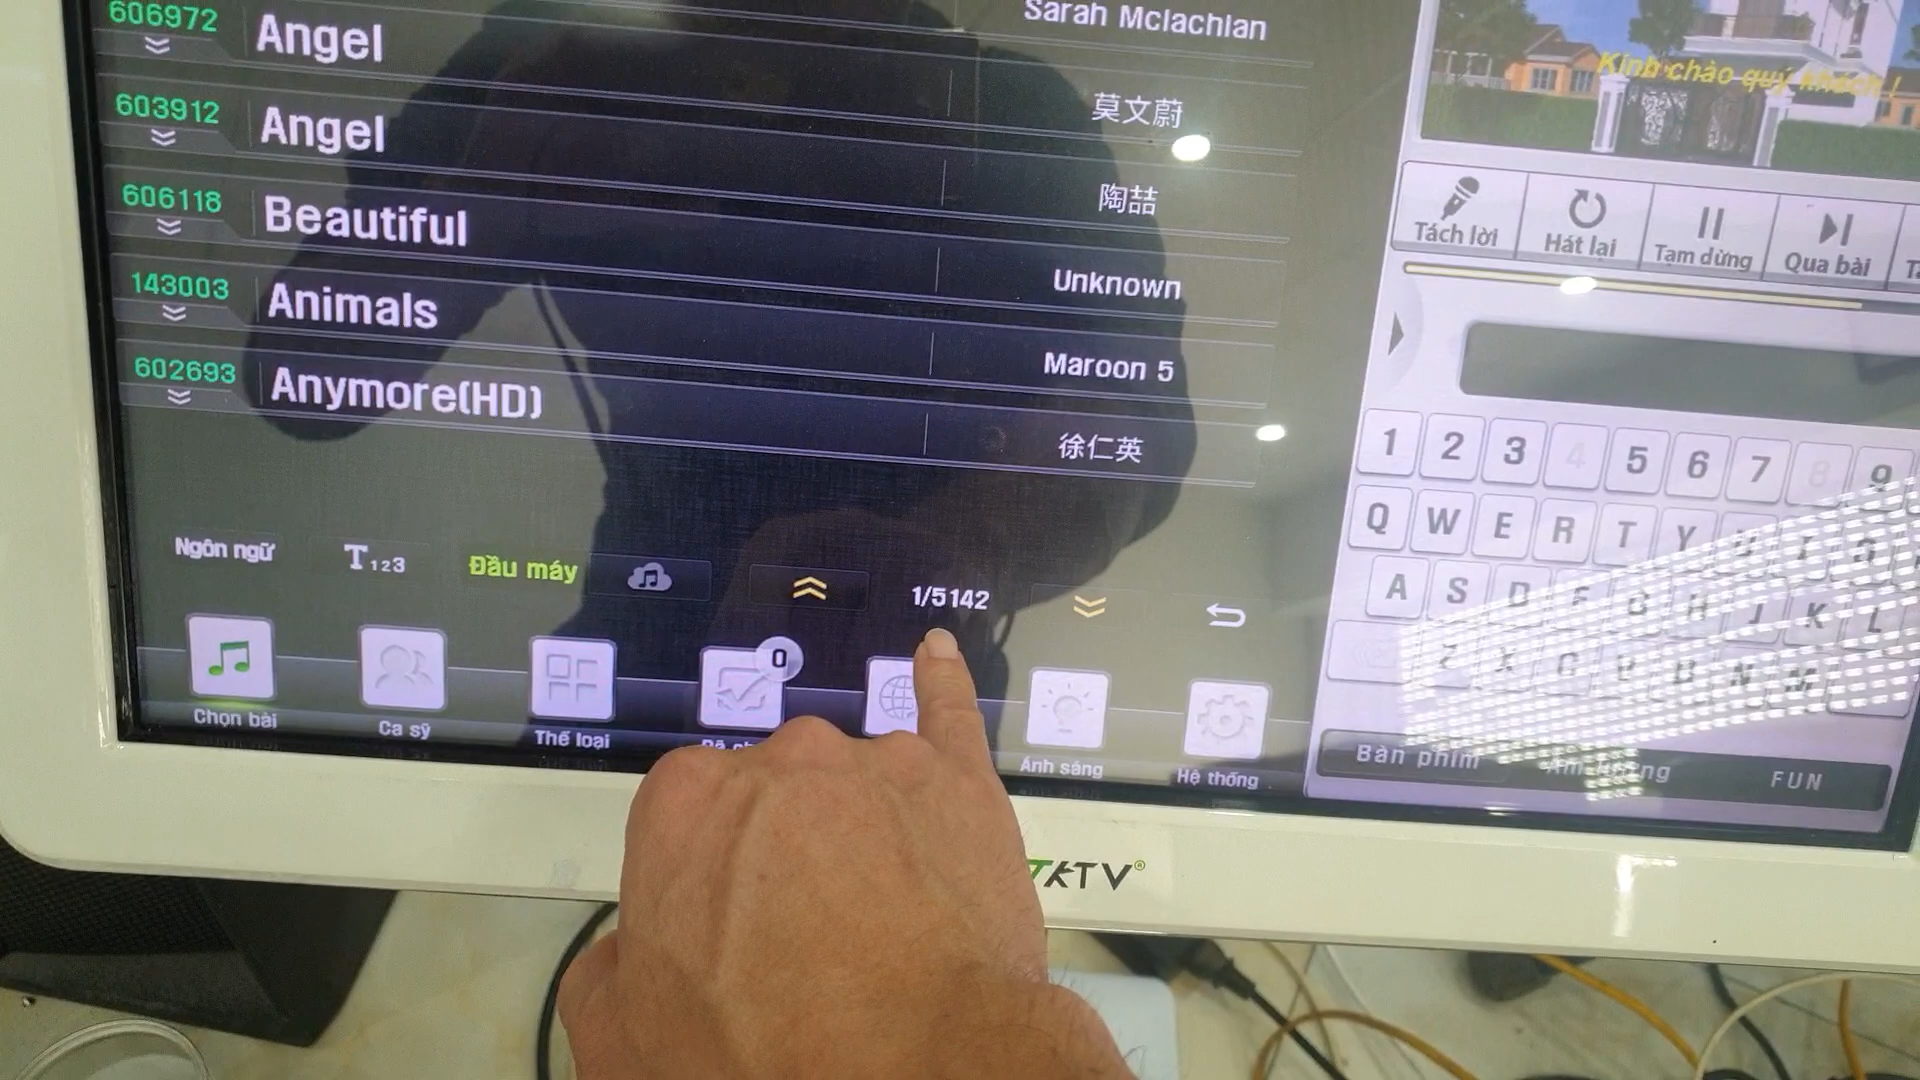 606972 Angel Sarah Mclachlan
603912 Angel 莫文蔚
606118 Beautiful 陶喆
143003 Animals Unknown
602693 Anymore(HD) Maroon 5
徐仁英
Kính chào quý khách !
Tách lời Hát lại Tạm dừng Qua bài
1 2 3 4 5 6 7 8 9
Q W E R T Y U I O
A S D F G H J K L
Z X C V B N M
Bàn phím FUN
Ngôn ngữ T123 Đầu máy 1/5142
0
Chọn bài Ca sỹ Thể loại Ánh sáng Hệ thống
TKTV®